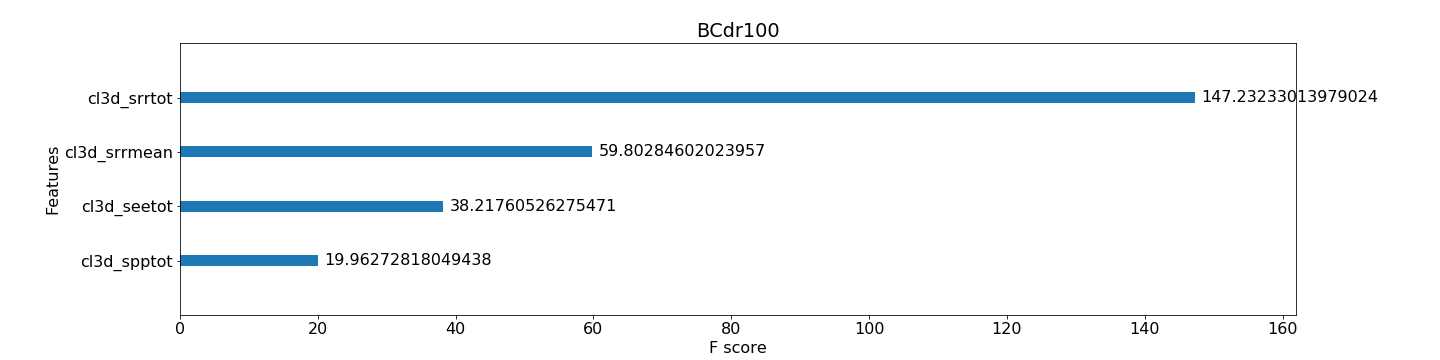 BCdr100
cl3d_srrtot
147.23233013979024
cl3d_srrmean
59.80284602023957
cl3d_seetot
38.21760526275471
cl3d_spptot
19.96272818049438
Features
0 20 40 60 80 100 120 140 160
F score